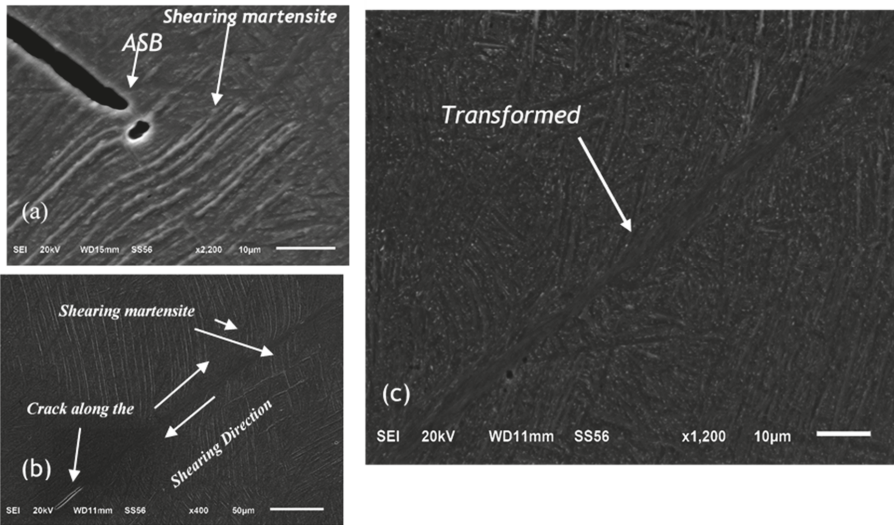 Shearing martensite
ASB
(a)
SEI 20kV WD15mm SS56 x2,200 10μm
Shearing martensite
Crack along the
Shearing Direction
(b)
SEI 20kV WD11mm SS56 x400 50μm
Transformed
(c)
SEI 20kV WD11mm SS56 x1,200 10μm